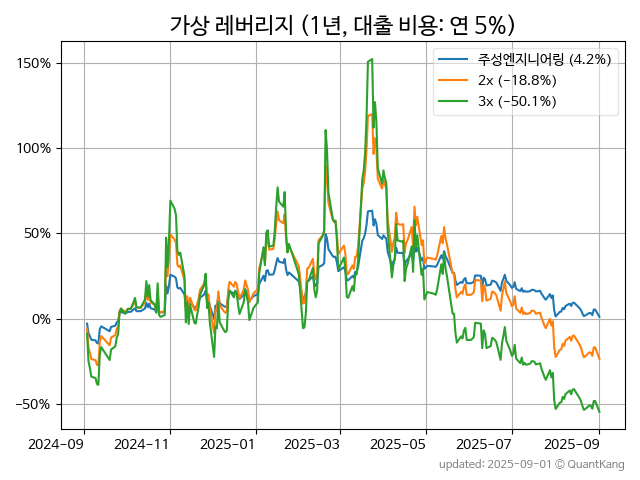 가상 레버리지 (1년, 대출 비용: 연 5%)
주성엔지니어링 (4.2%)
2x (−18.8%)
3x (−50.1%)
150%
100%
50%
0%
−50%
2024-09
2024-11
2025-01
2025-03
2025-05
2025-07
2025-09
updated: 2025-09-01 © QuantKang